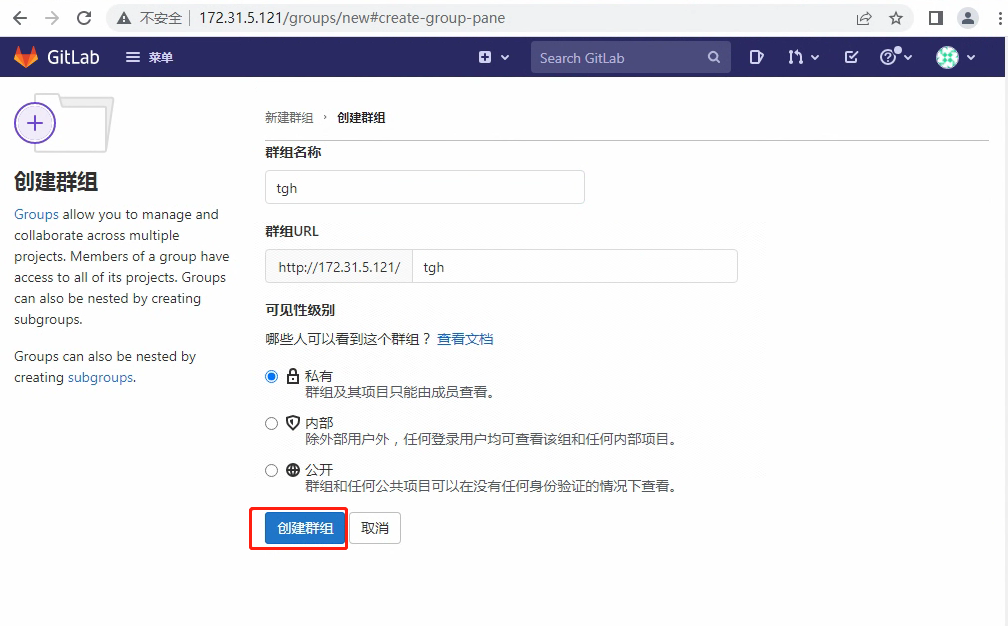 不安全 172.31.5.121/groups/new#create-group-pane
GitLab 菜单 Search GitLab
新建群组 › 创建群组
群组名称
tgh
群组URL
http://172.31.5.121/ tgh
可见性级别
哪些人可以看到这个群组？ 查看文档
私有
群组及其项目只能由成员查看。
内部
除外部用户外，任何登录用户均可查看该组和任何内部项目。
公开
群组和任何公共项目可以在没有任何身份验证的情况下查看。
创建群组 取消
创建群组
Groups allow you to manage and
collaborate across multiple
projects. Members of a group have
access to all of its projects. Groups
can also be nested by creating
subgroups.
Groups can also be nested by
creating subgroups.